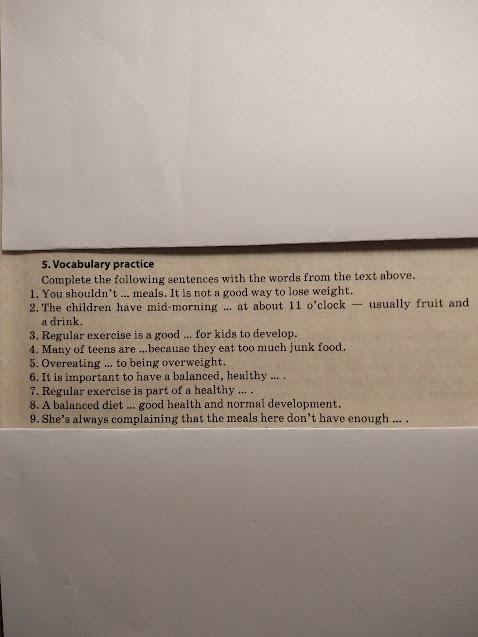 5. Vocabulary practice
Complete the following sentences with the words from the text above.
1. You shouldn't ... meals. It is not a good way to lose weight.
2. The children have mid-morning ... at about 11 o'clock — usually fruit and
a drink.
3. Regular exercise is a good ... for kids to develop.
4. Many of teens are ...because they eat too much junk food.
5. Overeating ... to being overweight.
6. It is important to have a balanced, healthy ... .
7. Regular exercise is part of a healthy ... .
8. A balanced diet ... good health and normal development.
9. She's always complaining that the meals here don't have enough ... .